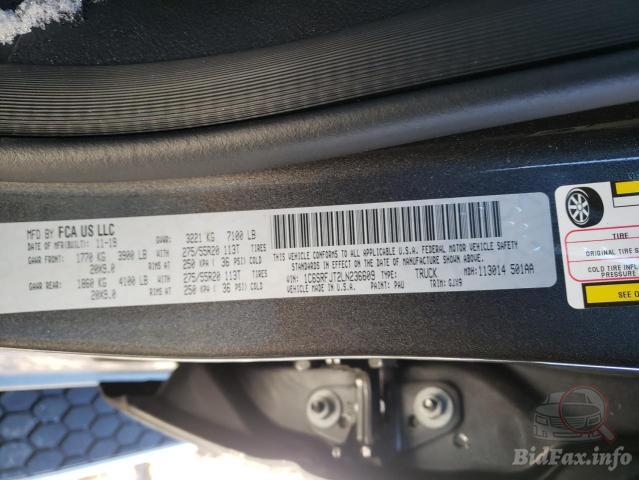 MFD BY FCA US LLC
DATE OF MFR(BUILT): 11-19 GVWR: 3221 KG 7100 LB
GAWR FRONT: 1770 KG 3900 LB WITH 275/55R20 113T TIRES
20X9.0 RIMS AT 250 KPA ( 36 PSI) COLD
GAWR REAR: 1860 KG 4100 LB WITH 275/55R20 113T TIRES
20X9.0 RIMS AT 250 KPA ( 36 PSI) COLD
THIS VEHICLE CONFORMS TO ALL APPLICABLE U.S.A. FEDERAL MOTOR VEHICLE SAFETY
STANDARDS IN EFFECT ON THE DATE OF MANUFACTURE SHOWN ABOVE.
VIN: 1C6SRFJT2LN236609 TYPE: TRUCK MDH: 113014 501AA
VEHICLE MADE IN U.S.A. PAINT: PAU TRIM: GJX9
TIRE
ORIGINAL TIRE SI
COLD TIRE INFL
PRESSURE
BidFax.info